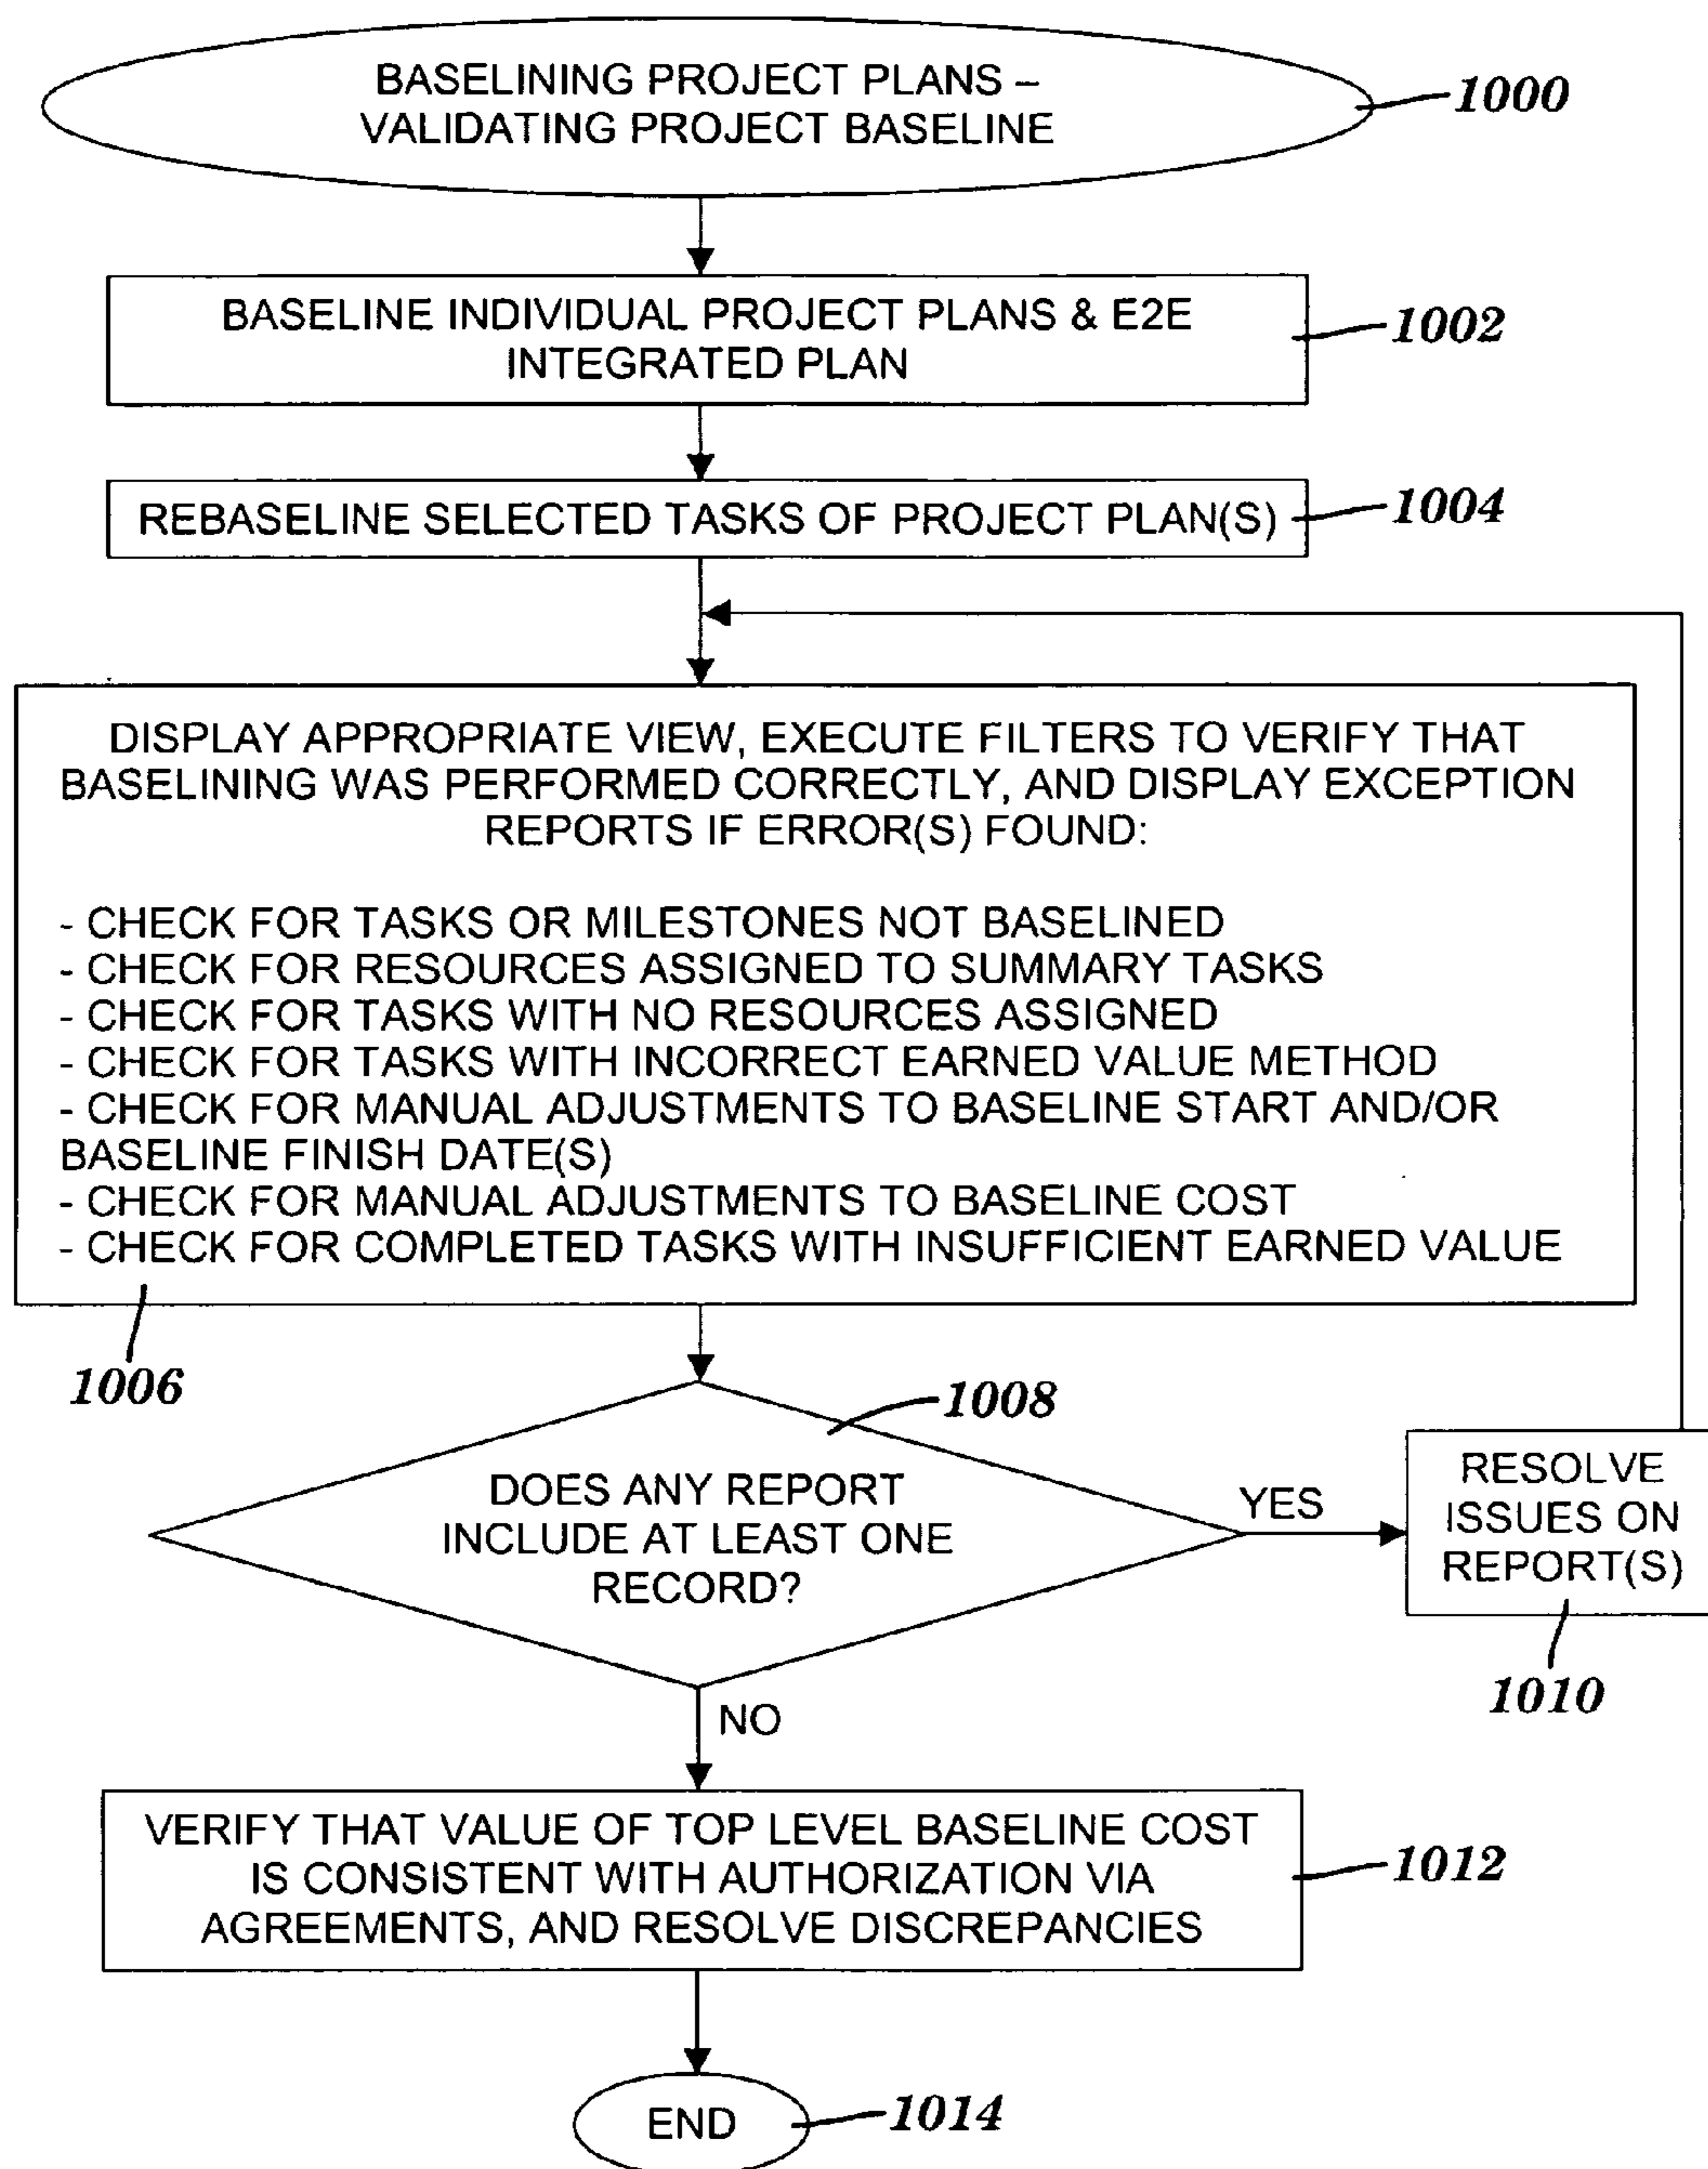 BASELINING PROJECT PLANS –
VALIDATING PROJECT BASELINE
1000
BASELINE INDIVIDUAL PROJECT PLANS & E2E
INTEGRATED PLAN
1002
REBASELINE SELECTED TASKS OF PROJECT PLAN(S)
1004
DISPLAY APPROPRIATE VIEW, EXECUTE FILTERS TO VERIFY THAT
BASELINING WAS PERFORMED CORRECTLY, AND DISPLAY EXCEPTION
REPORTS IF ERROR(S) FOUND:
- CHECK FOR TASKS OR MILESTONES NOT BASELINED
- CHECK FOR RESOURCES ASSIGNED TO SUMMARY TASKS
- CHECK FOR TASKS WITH NO RESOURCES ASSIGNED
- CHECK FOR TASKS WITH INCORRECT EARNED VALUE METHOD
- CHECK FOR MANUAL ADJUSTMENTS TO BASELINE START AND/OR
BASELINE FINISH DATE(S)
- CHECK FOR MANUAL ADJUSTMENTS TO BASELINE COST
- CHECK FOR COMPLETED TASKS WITH INSUFFICIENT EARNED VALUE
1006
1008
DOES ANY REPORT
INCLUDE AT LEAST ONE
RECORD?
YES
RESOLVE
ISSUES ON
REPORT(S)
1010
NO
VERIFY THAT VALUE OF TOP LEVEL BASELINE COST
IS CONSISTENT WITH AUTHORIZATION VIA
AGREEMENTS, AND RESOLVE DISCREPANCIES
1012
END
1014